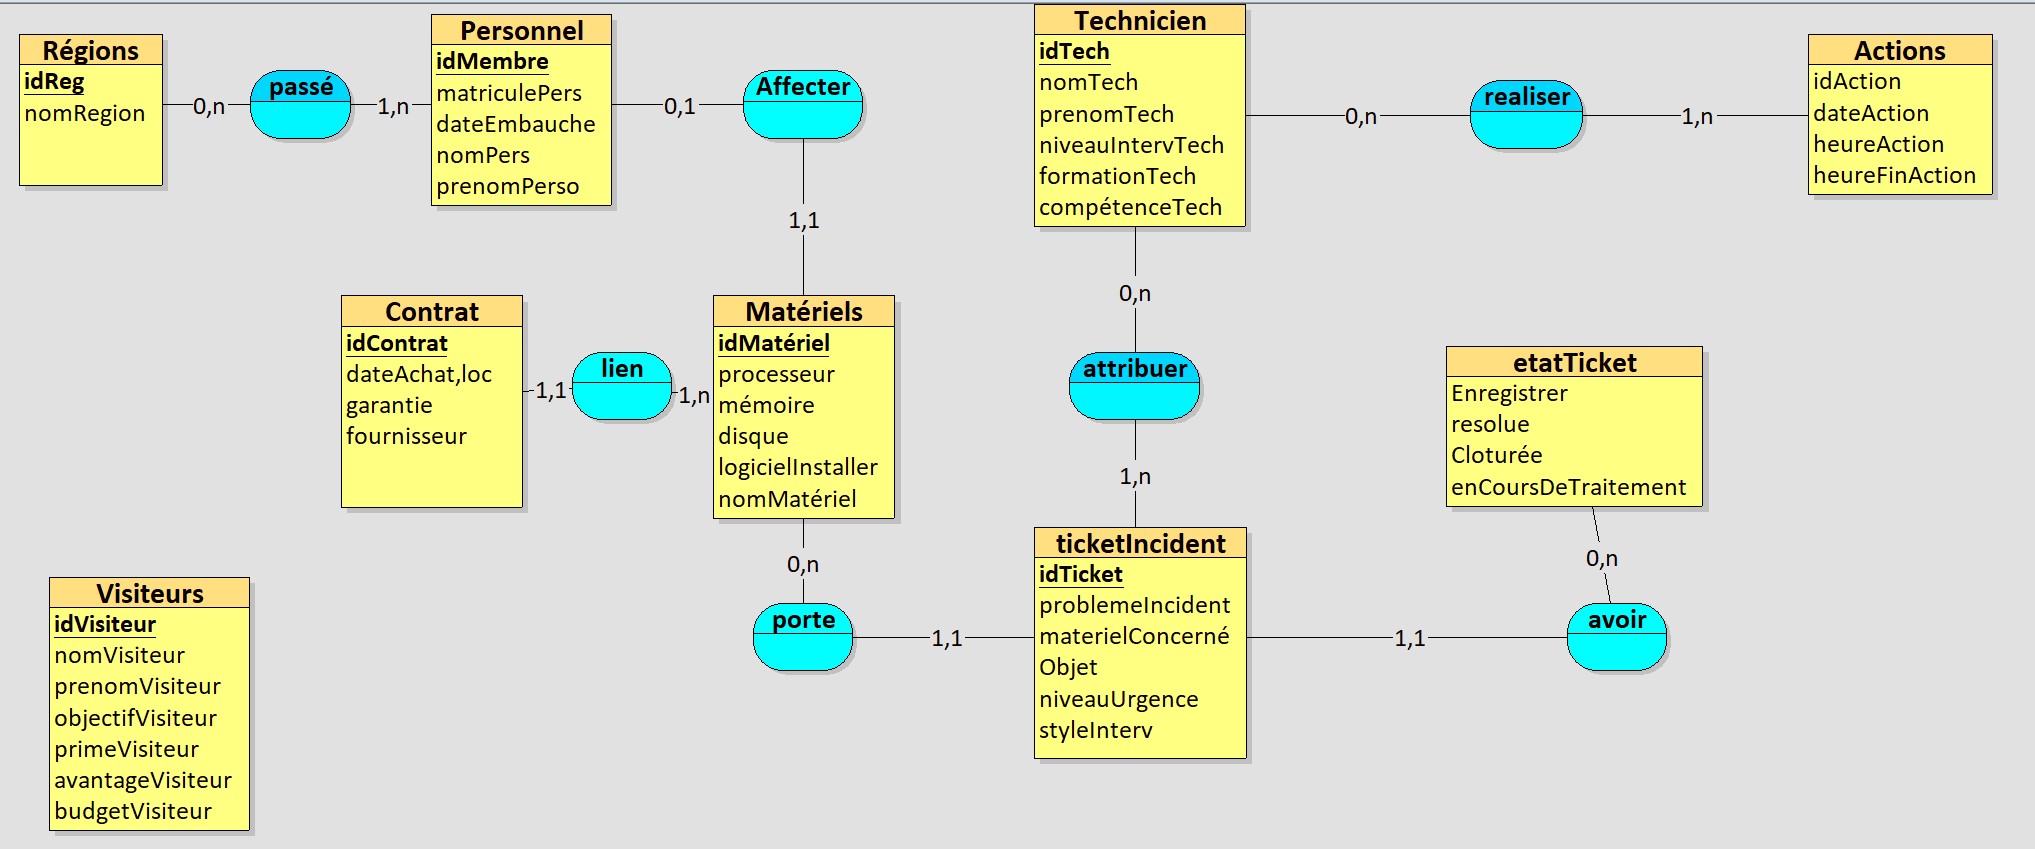 Régions
idReg
nomRegion
0,n
passé
1,n
Personnel
idMembre
matriculePers
dateEmbauche
nomPers
prenomPerso
0,1
Affecter
1,1
Technicien
idTech
nomTech
prenomTech
niveauIntervTech
formationTech
compétenceTech
0,n
realiser
1,n
Actions
idAction
dateAction
heureAction
heureFinAction
Contrat
idContrat
dateAchat,loc
garantie
fournisseur
1,1
lien
1,n
Matériels
idMatériel
processeur
mémoire
disque
logicielInstaller
nomMatériel
0,n
attribuer
1,n
etatTicket
Enregistrer
resolue
Cloturée
enCoursDeTraitement
0,n
Visiteurs
idVisiteur
nomVisiteur
prenomVisiteur
objectifVisiteur
primeVisiteur
avantageVisiteur
budgetVisiteur
0,n
porte
1,1
ticketIncident
idTicket
problemeIncident
materielConcerné
Objet
niveauUrgence
styleInterv
1,1
avoir